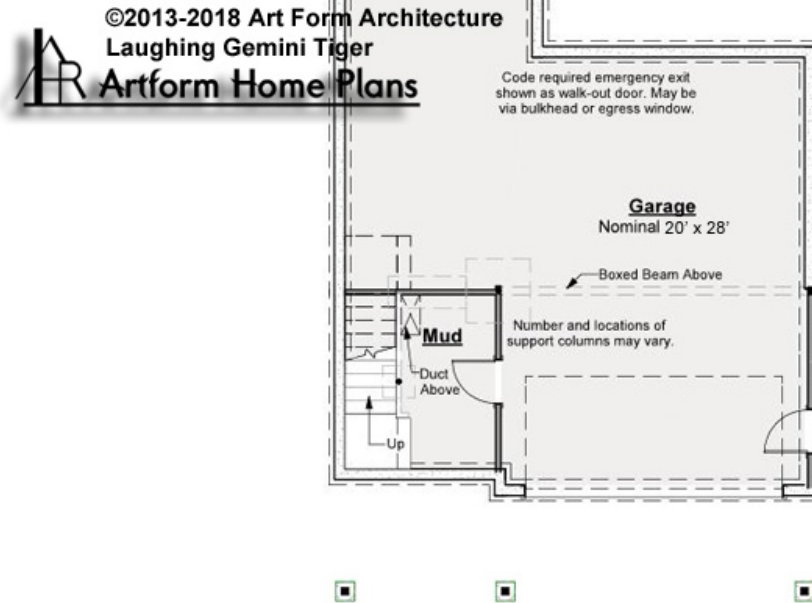 ©2013-2018 Art Form Architecture
Laughing Gemini Tiger
Artform Home Plans
Code required emergency exit
shown as walk-out door. May be
via bulkhead or egress window.
Garage
Nominal 20' x 28'
Boxed Beam Above
Number and locations of
support columns may vary.
Mud
Duct
Above
Up